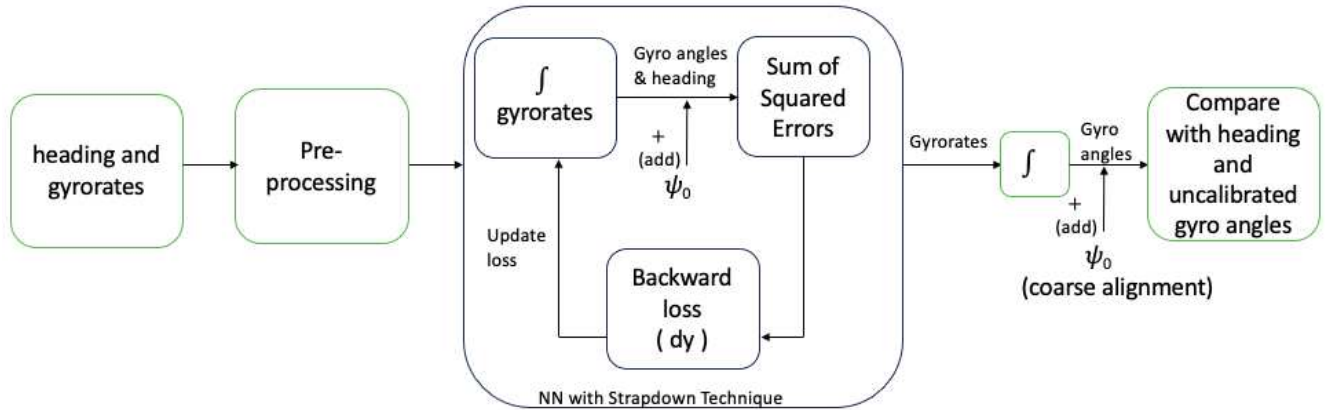 heading and
gyrorates
Pre-
processing
∫
gyrorates
Gyro angles
& heading
+
(add)
ψ₀
Sum of
Squared
Errors
Update
loss
Backward
loss
( dy )
NN with Strapdown Technique
Gyrorates
∫
Gyro
angles
+
(add)
ψ₀
(coarse alignment)
Compare
with heading
and
uncalibrated
gyro angles